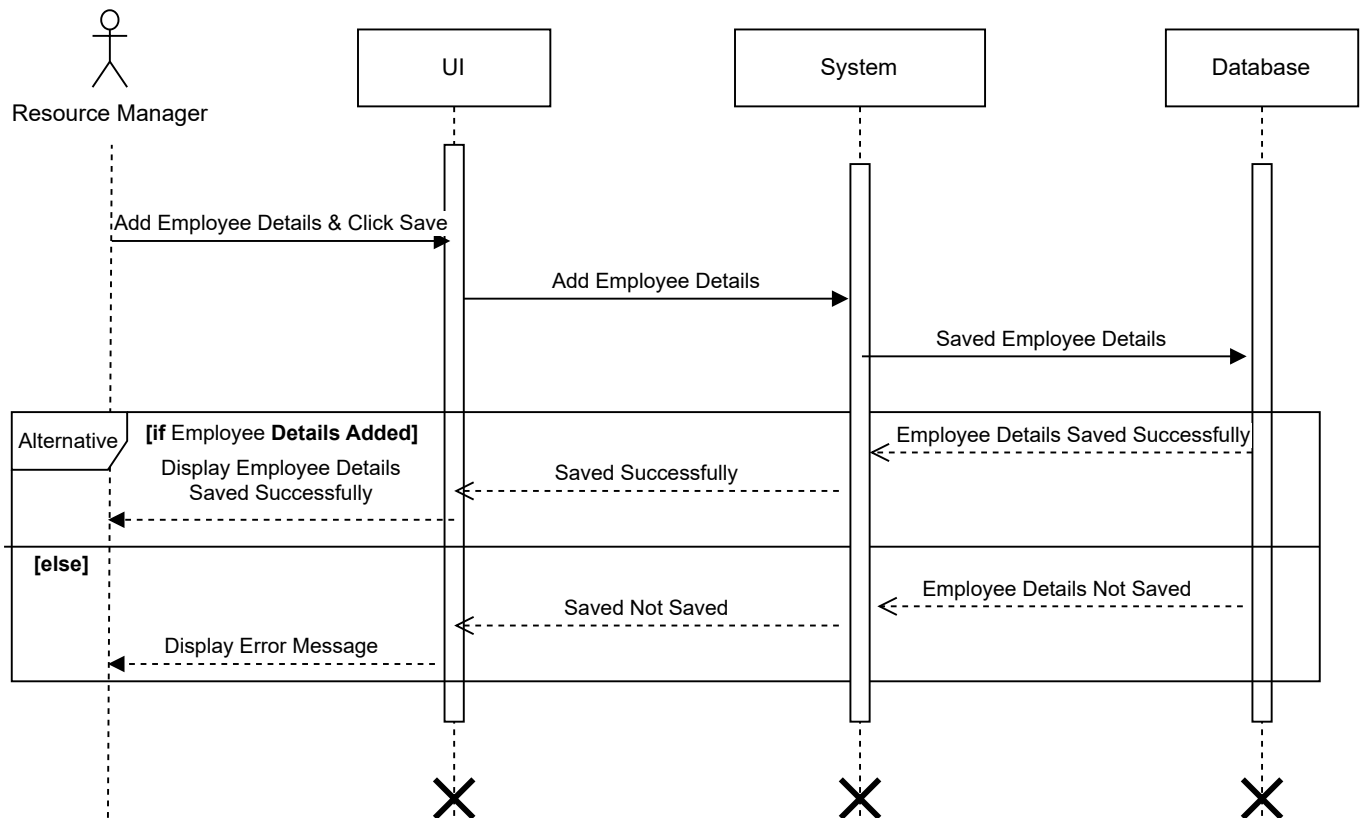 Resource Manager
UI
System
Database
Add Employee Details & Click Save
Add Employee Details
Saved Employee Details
Alternative
[if Employee Details Added]
Employee Details Saved Successfully
Saved Successfully
Display Employee Details
Saved Successfully
[else]
Employee Details Not Saved
Saved Not Saved
Display Error Message